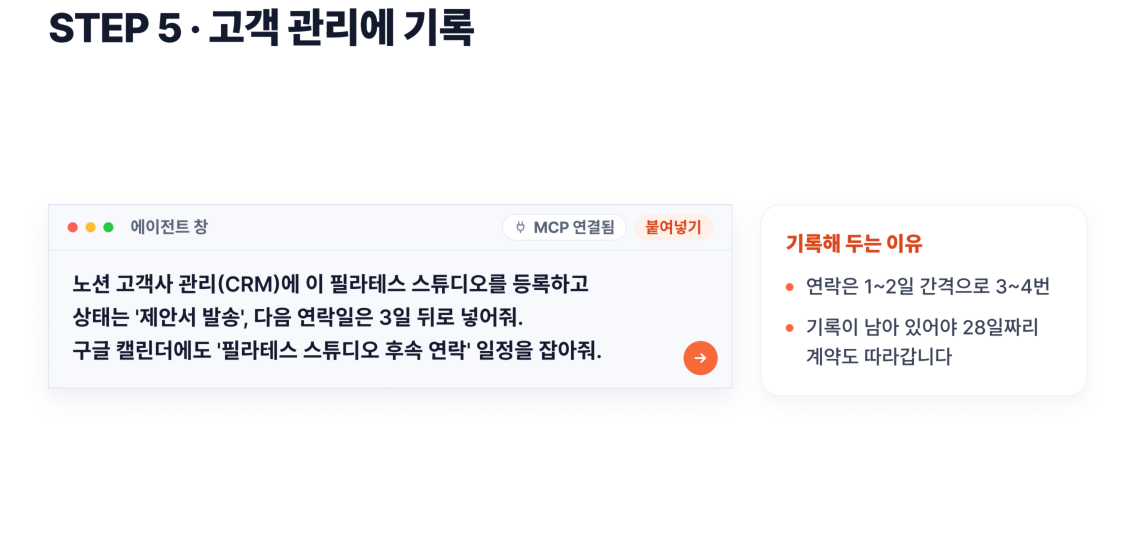 STEP 5 · 고객 관리에 기록
에이전트 창
MCP 연결됨
붙여넣기
노션 고객사 관리(CRM)에 이 필라테스 스튜디오를 등록하고
상태는 '제안서 발송', 다음 연락일은 3일 뒤로 넣어줘.
구글 캘린더에도 '필라테스 스튜디오 후속 연락' 일정을 잡아줘.
기록해 두는 이유
연락은 1~2일 간격으로 3~4번
기록이 남아 있어야 28일짜리
계약도 따라갑니다